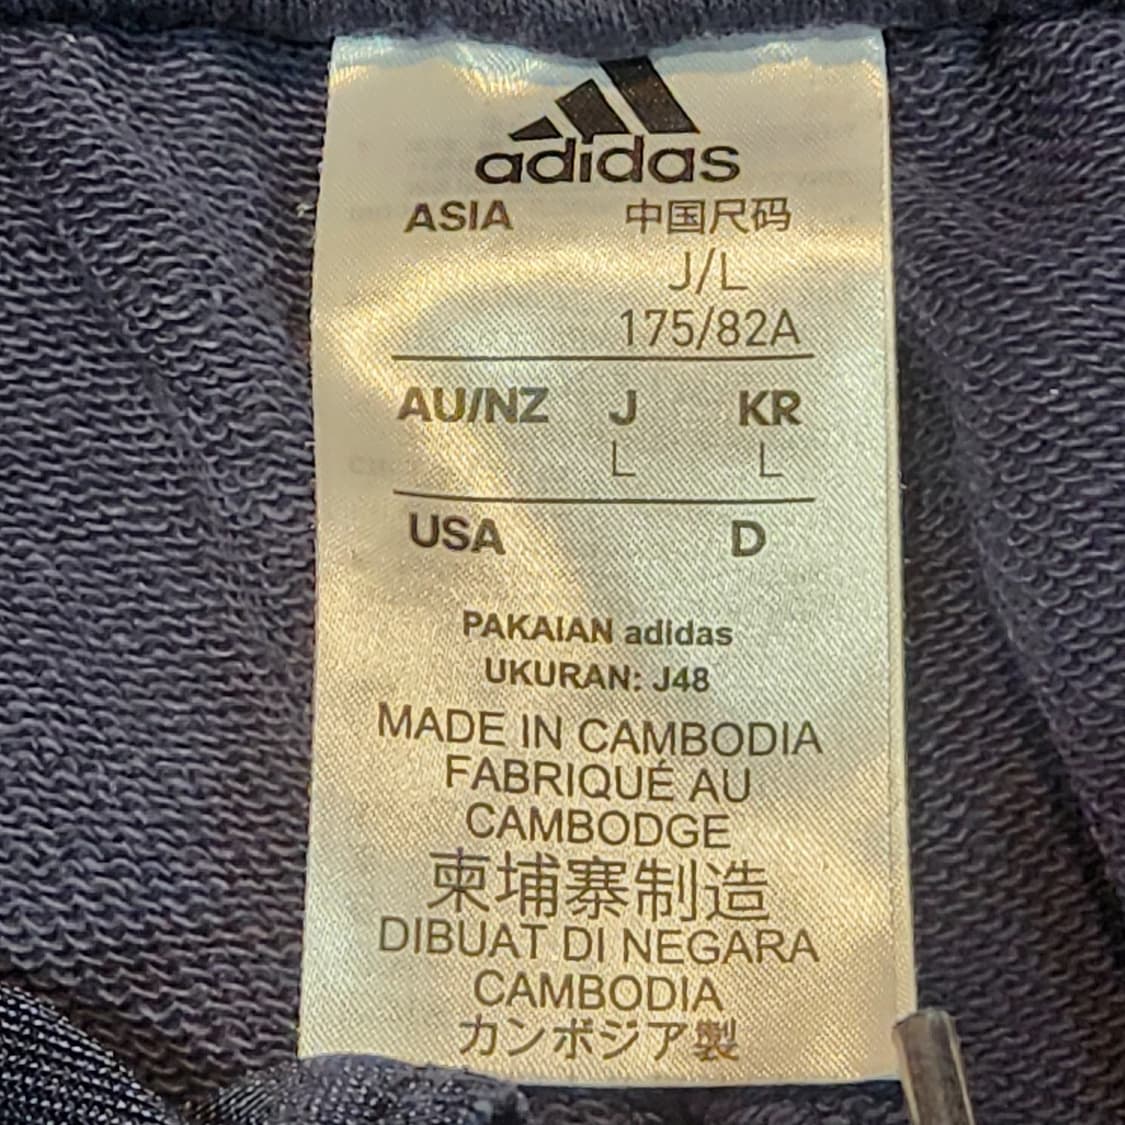 adidas
ASIA 中国尺码
J/L
175/82A
AU/NZ J KR
L L
USA D
PAKAIAN adidas
UKURAN: J48
MADE IN CAMBODIA
FABRIQUÉ AU
CAMBODGE
柬埔寨制造
DIBUAT DI NEGARA
CAMBODIA
カンボジア製